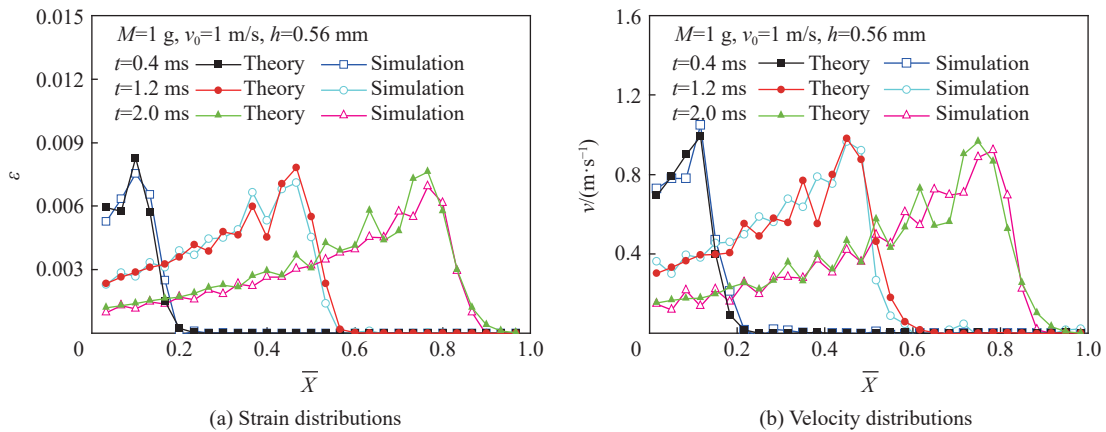 0.015
0.012
0.009
0.006
0.003
0
0.2
0.4
0.6
0.8
1.0
ε
X̅
M=1 g, v₀=1 m/s, h=0.56 mm
t=0.4 ms Theory Simulation
t=1.2 ms Theory Simulation
t=2.0 ms Theory Simulation
(a) Strain distributions
1.6
1.2
0.8
0.4
0
0.2
0.4
0.6
0.8
1.0
v/(m·s⁻¹)
X̅
M=1 g, v₀=1 m/s, h=0.56 mm
t=0.4 ms Theory Simulation
t=1.2 ms Theory Simulation
t=2.0 ms Theory Simulation
(b) Velocity distributions